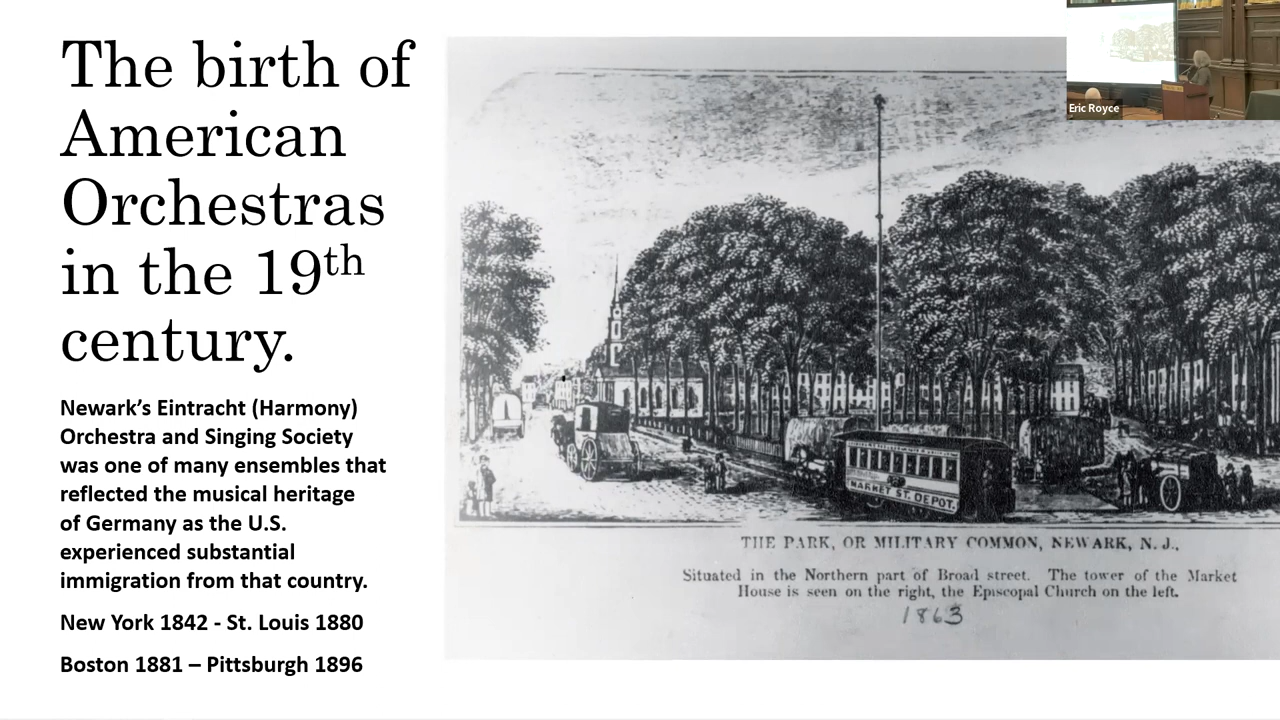 The birth of
American
Orchestras
in the 19th
century.
Newark’s Eintracht (Harmony)
Orchestra and Singing Society
was one of many ensembles that
reflected the musical heritage
of Germany as the U.S.
experienced substantial
immigration from that country.
New York 1842 - St. Louis 1880
Boston 1881 – Pittsburgh 1896
Eric Royce
MARKET ST. DEPOT.
THE PARK, OR MILITARY COMMON, NEWARK, N. J.,
Situated in the Northern part of Broad street. The tower of the Market
House is seen on the right, the Episcopal Church on the left.
1863